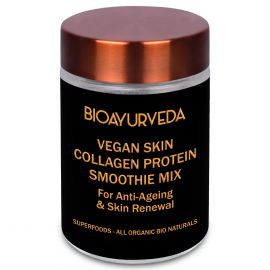 BIOAYURVEDA
VEGAN SKIN
COLLAGEN PROTEIN
SMOOTHIE MIX
For Anti-Ageing
& Skin Renewal
SUPERFOODS - ALL ORGANIC BIO NATURALS